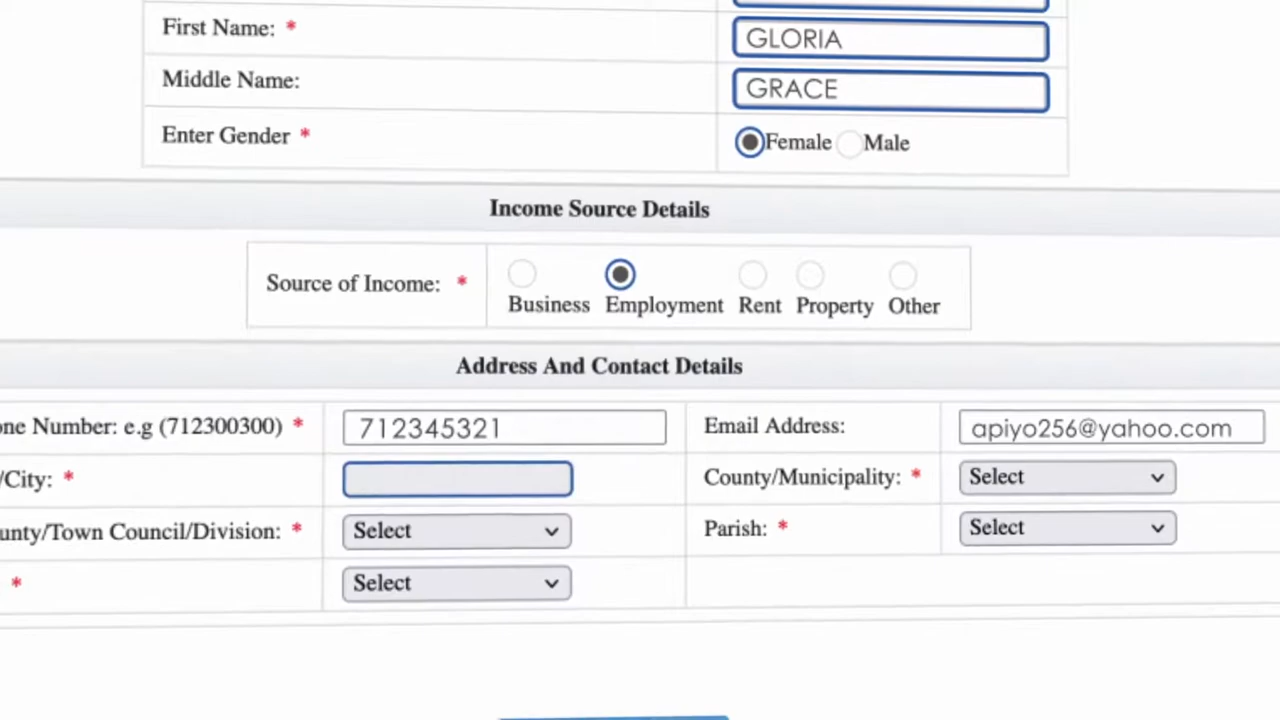 First Name: * GLORIA
Middle Name: GRACE
Enter Gender * Female Male
Income Source Details
Source of Income: * Business Employment Rent Property Other
Address And Contact Details
one Number: e.g (712300300) * 712345321 Email Address: apiyo256@yahoo.com
/City: * County/Municipality: * Select
unty/Town Council/Division: * Select Parish: * Select
* Select